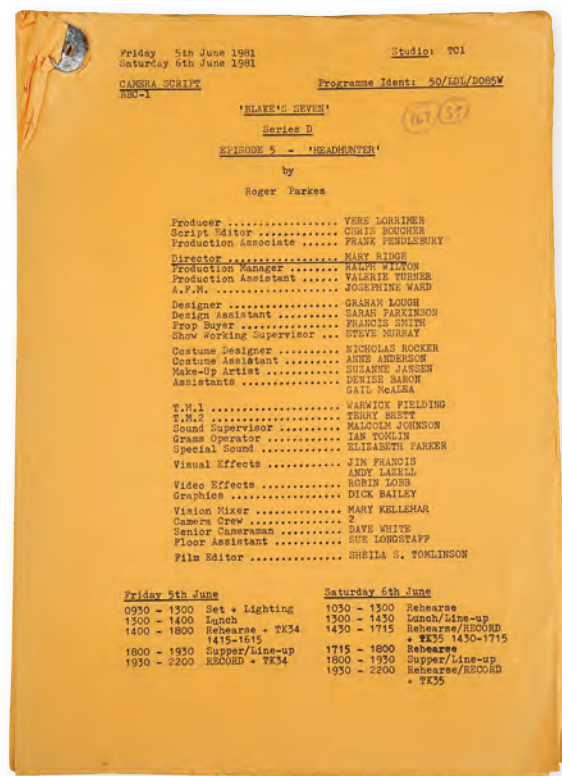 Friday 5th June 1981 Studio: TC1
Saturday 6th June 1981
CAMERA SCRIPT Programme Ident: 50/LDL/D085W
BBC-1
'BLAKE'S SEVEN'
167 55
Series D
EPISODE 5 - 'HEADHUNTER'
by
Roger Parkes
Producer ................. VERE LORRIMER
Script Editor ............. CHRIS BOUCHER
Production Associate ...... FRANK PENDLEBURY
Director .................. MARY RIDGE
Production Manager ........ RALPH WILTON
Production Assistant ...... VALERIE TURNER
A.F.M. .................... JOSEPHINE WARD
Designer .................. GRAHAM LOUGH
Design Assistant .......... SARAH PARKINSON
Prop Buyer ................ FRANCIS SMITH
Show Working Supervisor ... STEVE MURRAY
Costume Designer .......... NICHOLAS ROCKER
Costume Assistant ......... ANNE ANDERSON
Make-Up Artist ............ SUZANNE JANSEN
Assistants ................ DENISE BARON
GAIL McALEA
T.M.1 ..................... WARWICK FIELDING
T.M.2 ..................... TERRY BRETT
Sound Supervisor .......... MALCOLM JOHNSON
Grams Operator ............ IAN TOMLIN
Special Sound ............. ELIZABETH PARKER
Visual Effects ............ JIM FRANCIS
ANDY LAZELL
Video Effects ............. ROBIN LOBB
Graphics .................. DICK BAILEY
Vision Mixer .............. MARY KELLEHAR
Camera Crew ............... 2
Senior Cameraman .......... DAVE WHITE
Floor Assistant ........... SUE LONGSTAFF
Film Editor ............... SHEILA S. TOMLINSON
Friday 5th June
0930 - 1300 Set + Lighting
1300 - 1400 Lunch
1400 - 1800 Rehearse + TK34
1415-1615
1800 - 1930 Supper/Line-up
1930 - 2200 RECORD + TK34
Saturday 6th June
1030 - 1300 Rehearse
1300 - 1430 Lunch/Line-up
1430 - 1715 Rehearse/RECORD
+ TK35 1430-1715
1715 - 1800 Rehearse
1800 - 1930 Supper/Line-up
1930 - 2200 Rehearse/RECORD
+ TK35